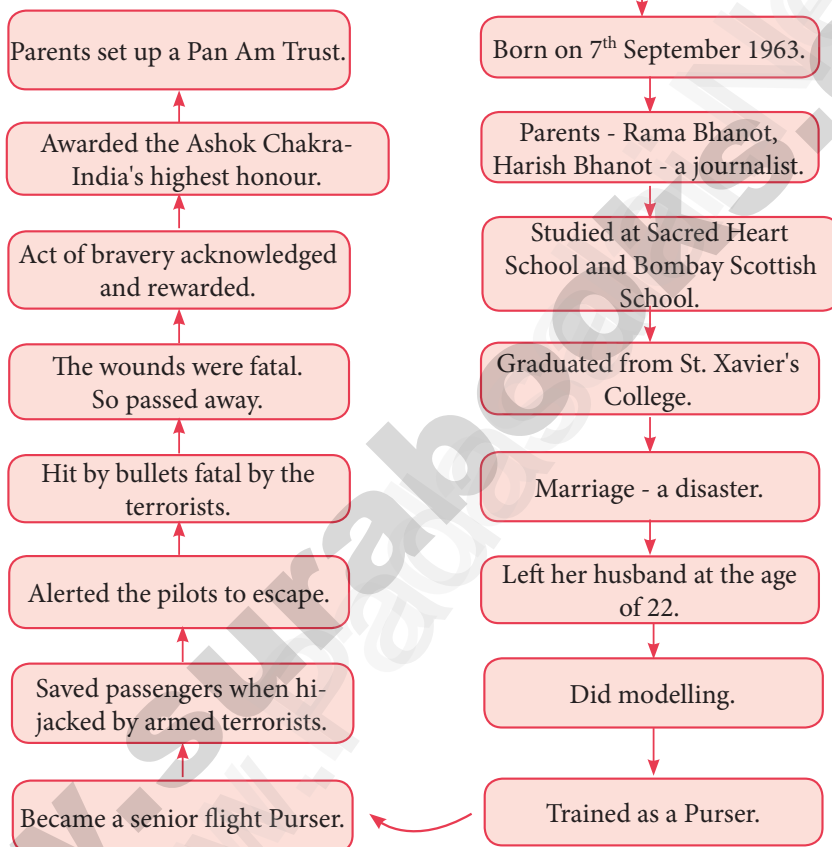 Born on 7th September 1963.
Parents - Rama Bhanot,
Harish Bhanot - a journalist.
Studied at Sacred Heart
School and Bombay Scottish
School.
Graduated from St. Xavier's
College.
Marriage - a disaster.
Left her husband at the age
of 22.
Did modelling.
Trained as a Purser.
Became a senior flight Purser.
Saved passengers when hi-
jacked by armed terrorists.
Alerted the pilots to escape.
Hit by bullets fatal by the
terrorists.
The wounds were fatal.
So passed away.
Act of bravery acknowledged
and rewarded.
Awarded the Ashok Chakra-
India's highest honour.
Parents set up a Pan Am Trust.